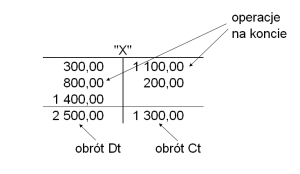 operacje
na koncie
"X"
300,00 1 100,00
800,00 200,00
1 400,00
2 500,00 1 300,00
obrót Dt obrót Ct